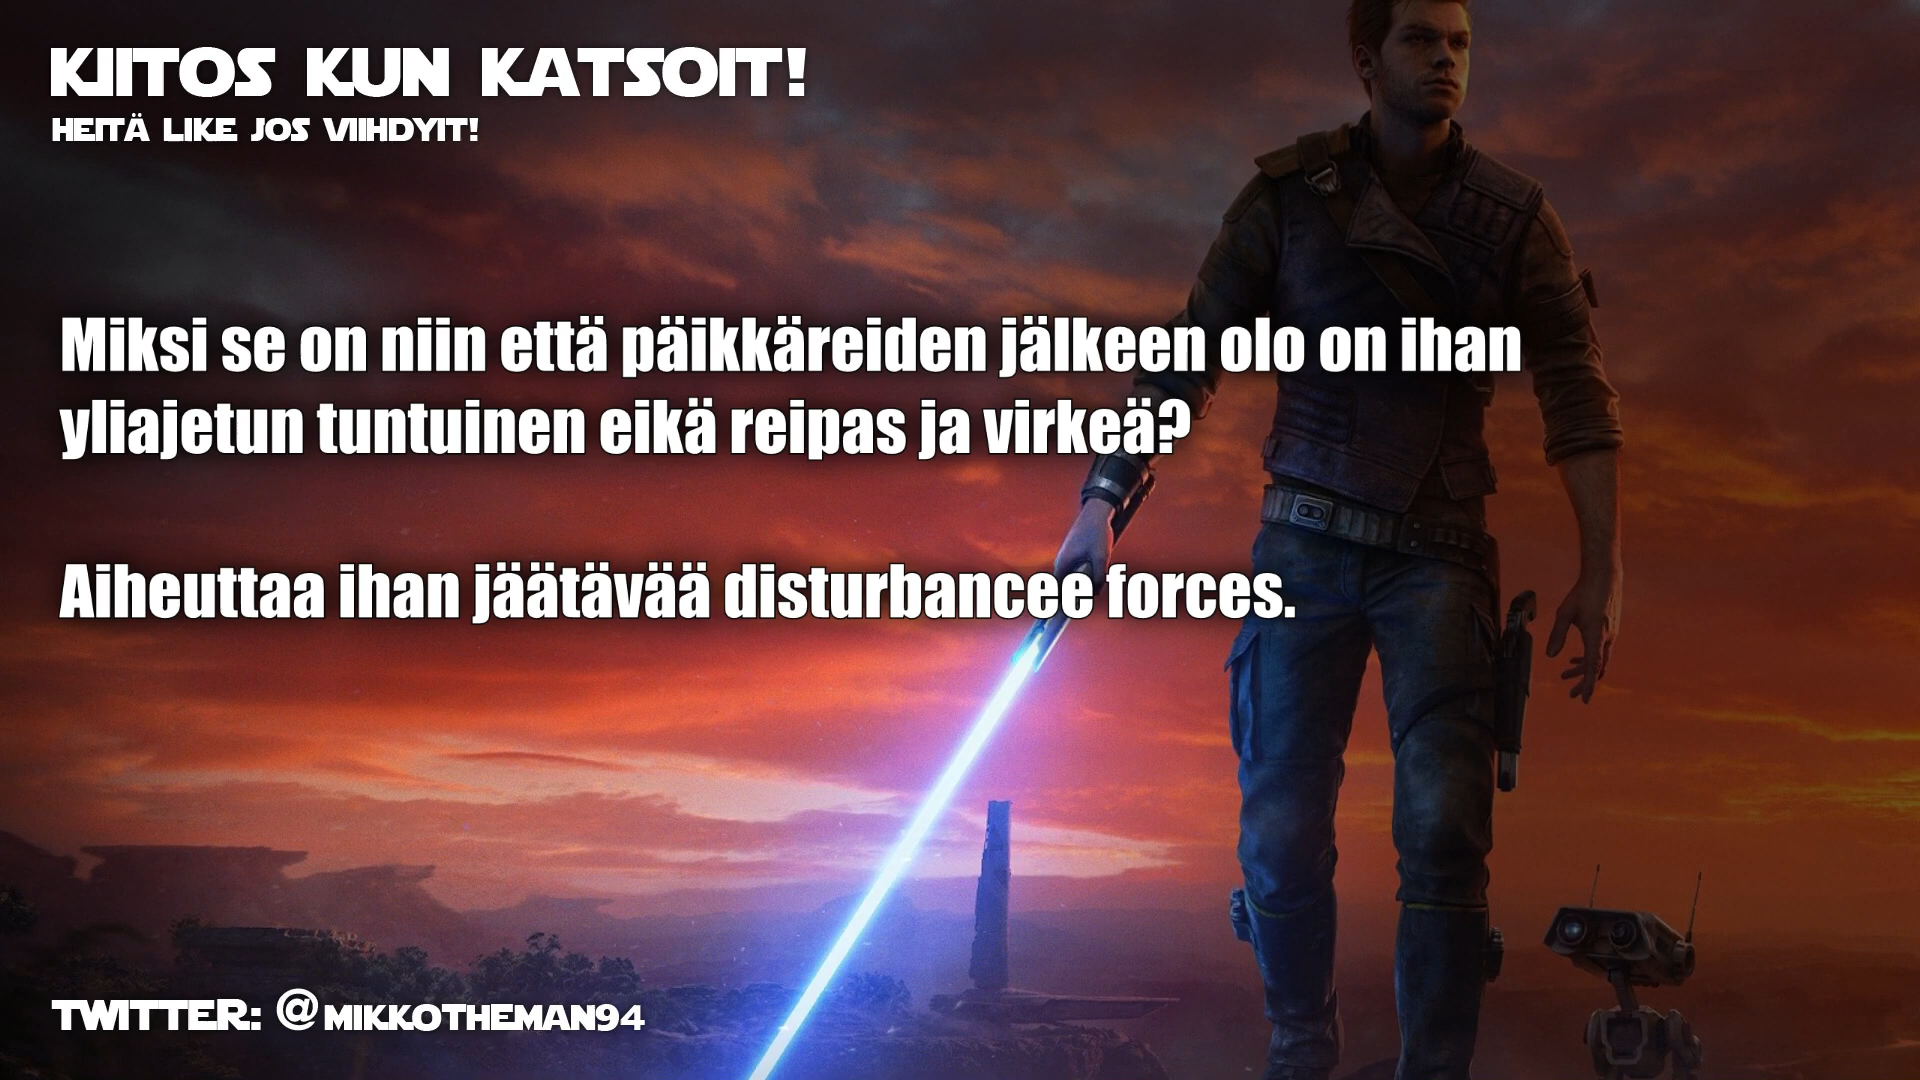 KIITOS KUN KATSOIT!
HEITÄ LIKE JOS VIIHDYIT!
Miksi se on niin että päikkäreiden jälkeen olo on ihan
yliajetun tuntuinen eikä reipas ja virkeä?
Aiheuttaa ihan jäätävää disturbancee forces.
TWITTER: @MIKKOTHEMAN94